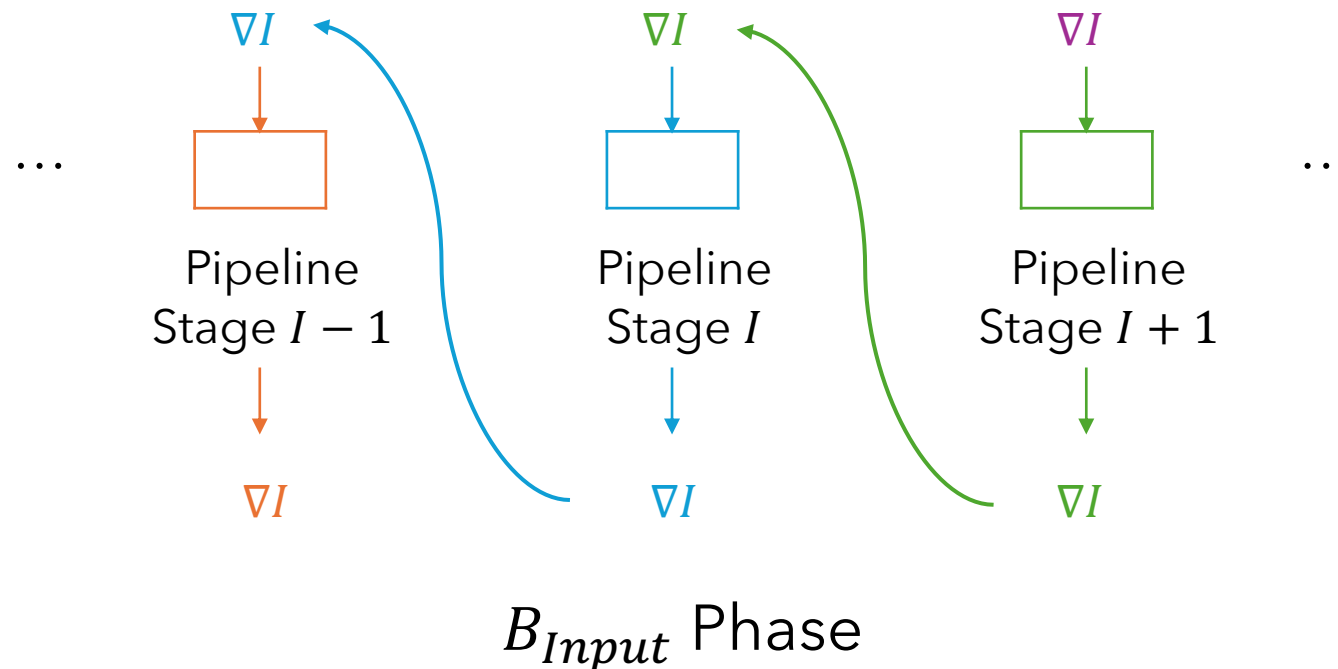 ∇I ∇I ∇I
... ..
Pipeline Pipeline Pipeline
Stage I − 1 Stage I Stage I + 1
∇I ∇I ∇I
B_Input Phase